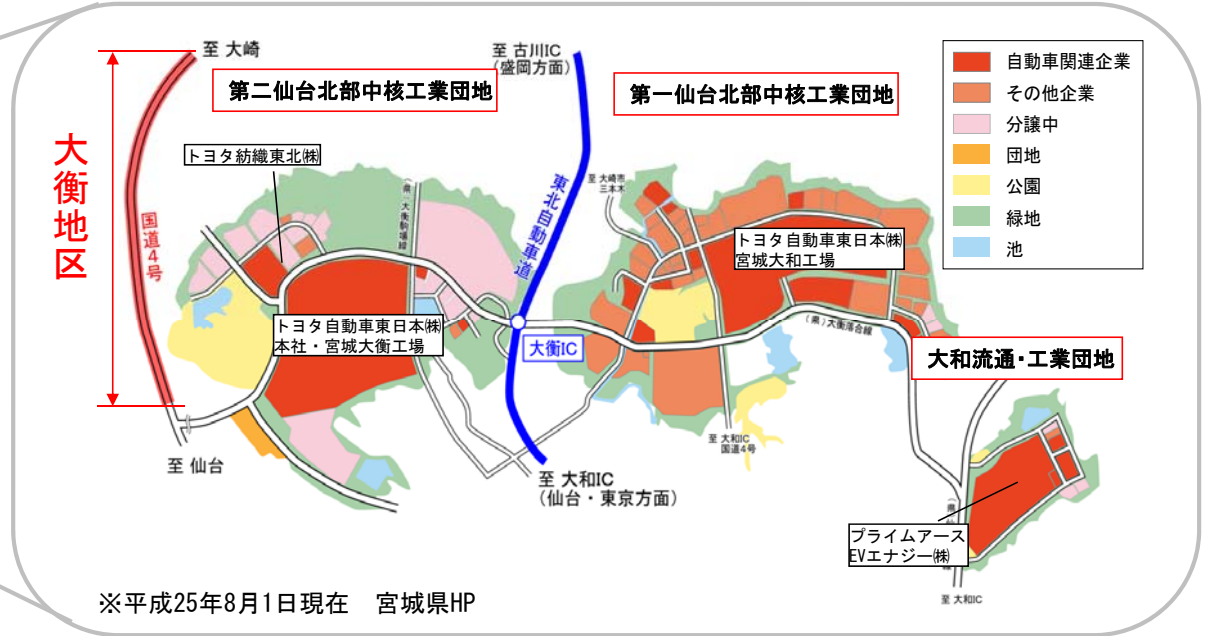 至 大崎
第二仙台北部中核工業団地
至 古川IC
(盛岡方面)
第一仙台北部中核工業団地
自動車関連企業
その他企業
分譲中
団地
公園
緑地
池
大衡地区
国道4号
トヨタ紡織東北㈱
(県)大衡駒場線
東北自動車道
至 大崎市
三本木
トヨタ自動車東日本㈱
宮城大和工場
トヨタ自動車東日本㈱
本社・宮城大衡工場
大衡IC
(県)大衡落合線
大和流通・工業団地
至 仙台
至 大和IC
(仙台・東京方面)
至 大和IC
国道4号
プライムアース
EVエナジー㈱
至 大和IC
※平成25年8月1日現在 宮城県HP